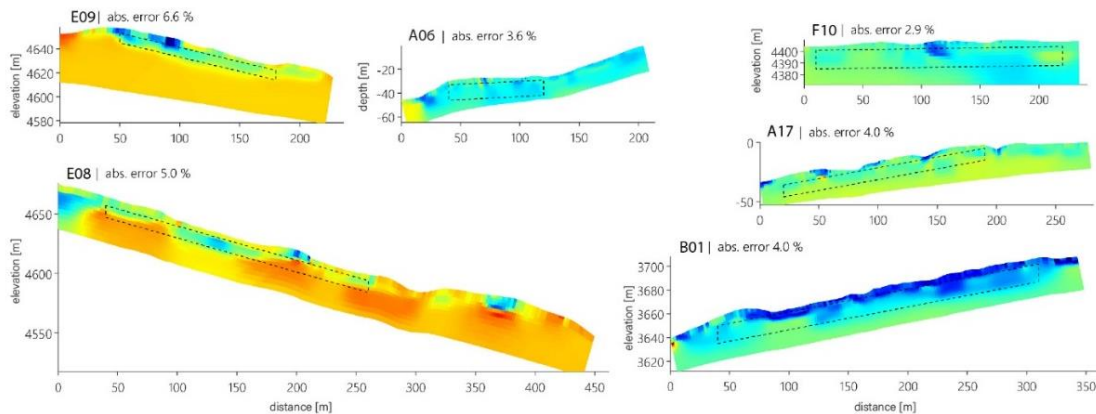 E09 | abs. error 6.6 %
elevation [m]
4640
4620
4600
4580
0 50 100 150 200
A06 | abs. error 3.6 %
depth [m]
-20
-40
-60
0 50 100 150 200
F10 | abs. error 2.9 %
elevation [m]
4400
4390
4380
0 50 100 150 200
A17 | abs. error 4.0 %
0
-50
0 50 100 150 200 250
E08 | abs. error 5.0 %
elevation [m]
4650
4600
4550
0 50 100 150 200 250 300 350 400 450
distance [m]
B01 | abs. error 4.0 %
elevation [m]
3700
3680
3660
3640
3620
0 50 100 150 200 250 300 350
distance [m]